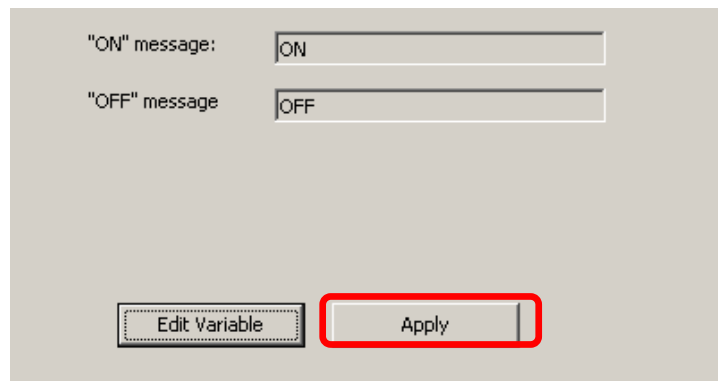 "ON" message: ON
"OFF" message OFF
Edit Variable Apply